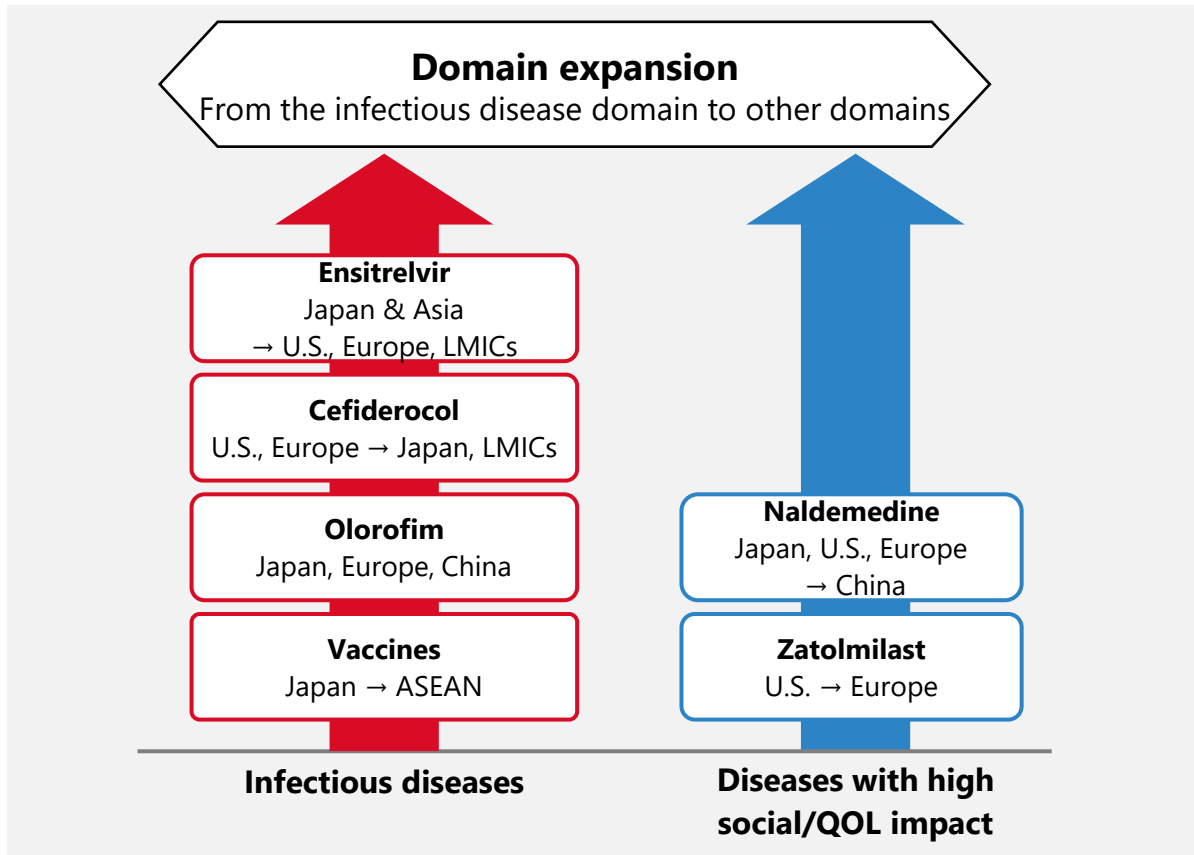 Domain expansion
From the infectious disease domain to other domains
Ensitrelvir
Japan & Asia
→ U.S., Europe, LMICs
Cefiderocol
U.S., Europe → Japan, LMICs
Olorofim
Japan, Europe, China
Vaccines
Japan → ASEAN
Infectious diseases
Naldemedine
Japan, U.S., Europe
→ China
Zatolmilast
U.S. → Europe
Diseases with high
social/QOL impact